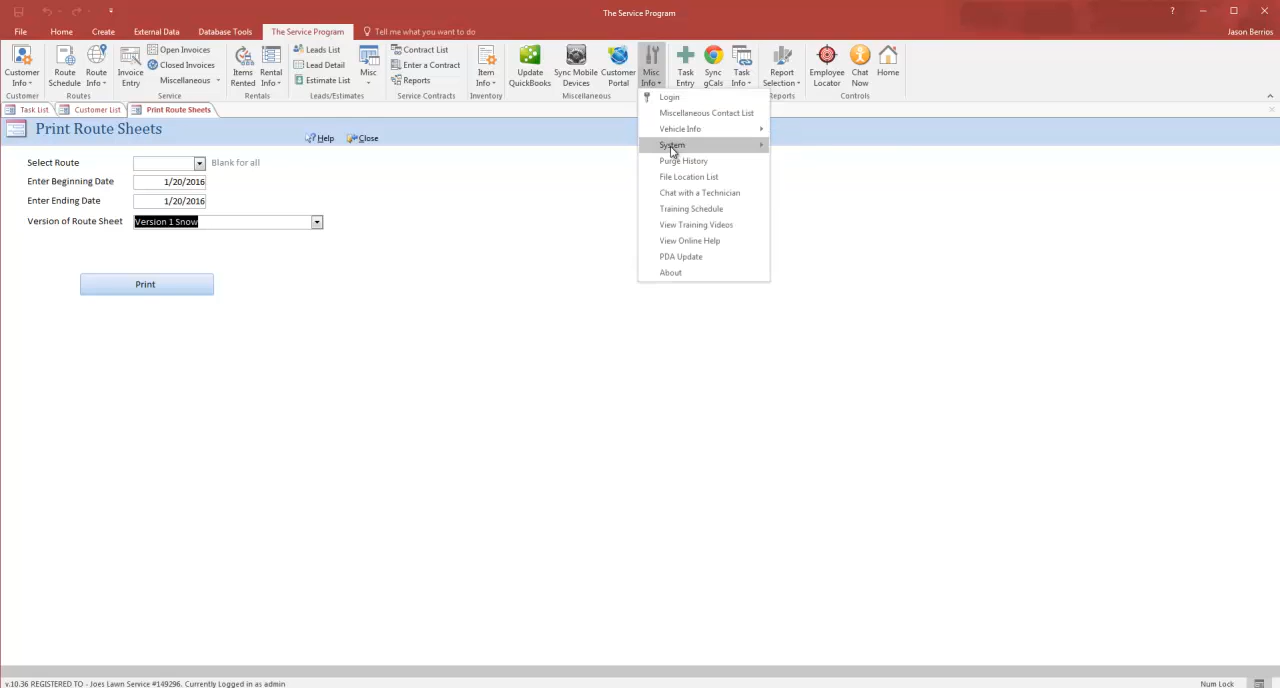 The Service Program
?
File Home Create External Data Database Tools The Service Program Tell me what you want to do
Jason Berrios
Customer Info
Route Schedule
Route Info
Invoice Entry
Open Invoices
Closed Invoices
Miscellaneous
Items Rented
Rental Info
Leads List
Lead Detail
Estimate List
Misc
Contract List
Enter a Contract
Reports
Item Info
Update QuickBooks
Sync Mobile Devices
Customer Portal
Misc Info
Task Entry
Sync gCals
Task Info
Report Selection
Employee Locator
Chat Now
Home
Customer Routes Service Rentals Leads/Estimates Service Contracts Inventory Miscellaneous Reports Controls
Task List Customer List Print Route Sheets
Print Route Sheets
Help Close
Select Route Blank for all
Enter Beginning Date 1/20/2016
Enter Ending Date 1/20/2016
Version of Route Sheet Version 1 Snow
Print
Login
Miscellaneous Contact List
Vehicle Info
System
Purge History
File Location List
Chat with a Technician
Training Schedule
View Training Videos
View Online Help
PDA Update
About
v.10.36 REGISTERED TO - Joes Lawn Service #149296. Currently Logged in as admin
Num Lock